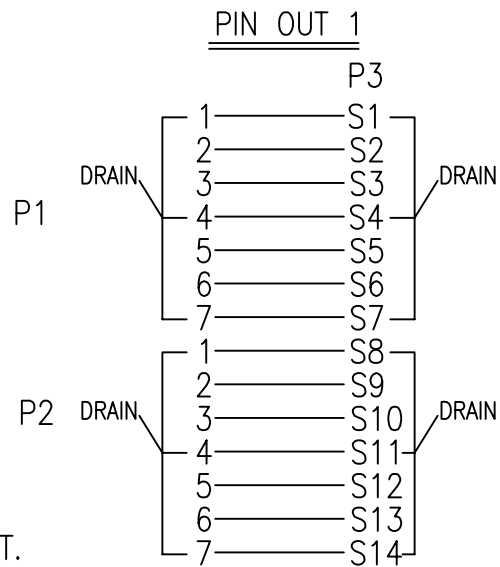 PIN OUT 1
P3
1 S1
2 S2
DRAIN 3 S3 DRAIN
P1 4 S4
5 S5
6 S6
7 S7
1 S8
2 S9
P2 DRAIN 3 S10 DRAIN
4 S11
5 S12
6 S13
T. 7 S14